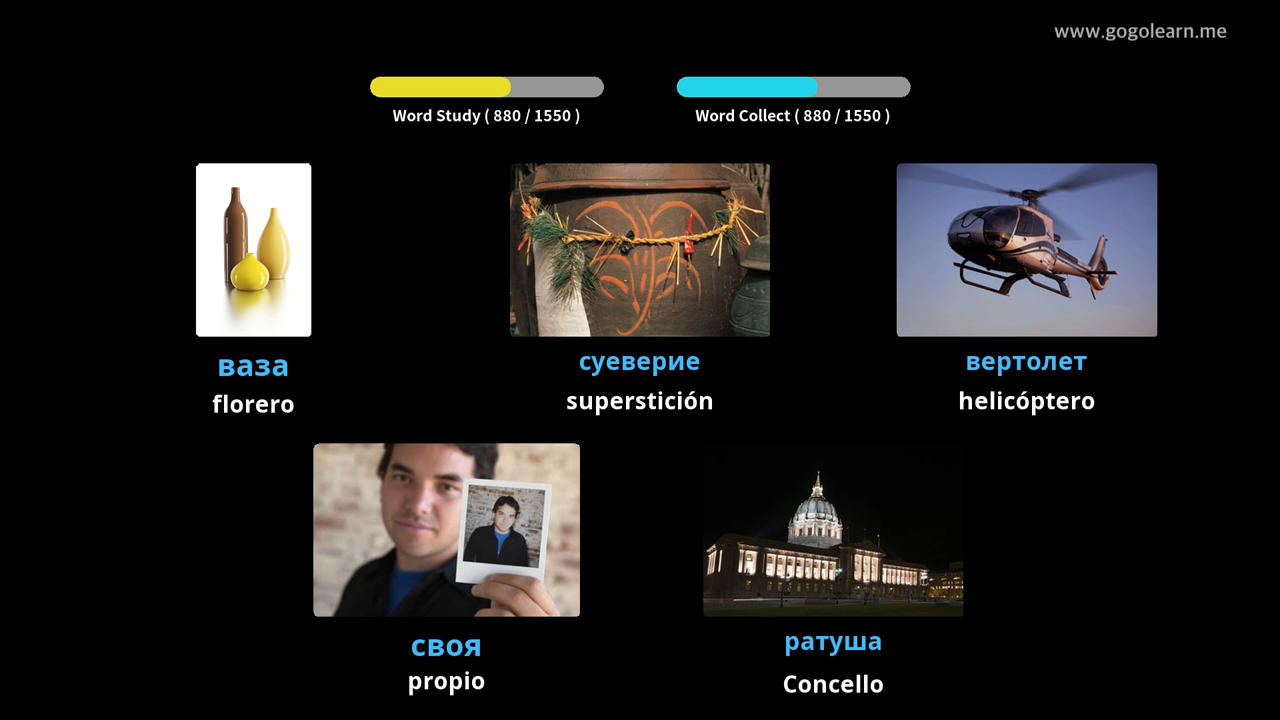 www.gogolearn.me
Word Study ( 880 / 1550 )
Word Collect ( 880 / 1550 )
ваза
florero
суеверие
superstición
вертолет
helicóptero
своя
propio
ратуша
Concello